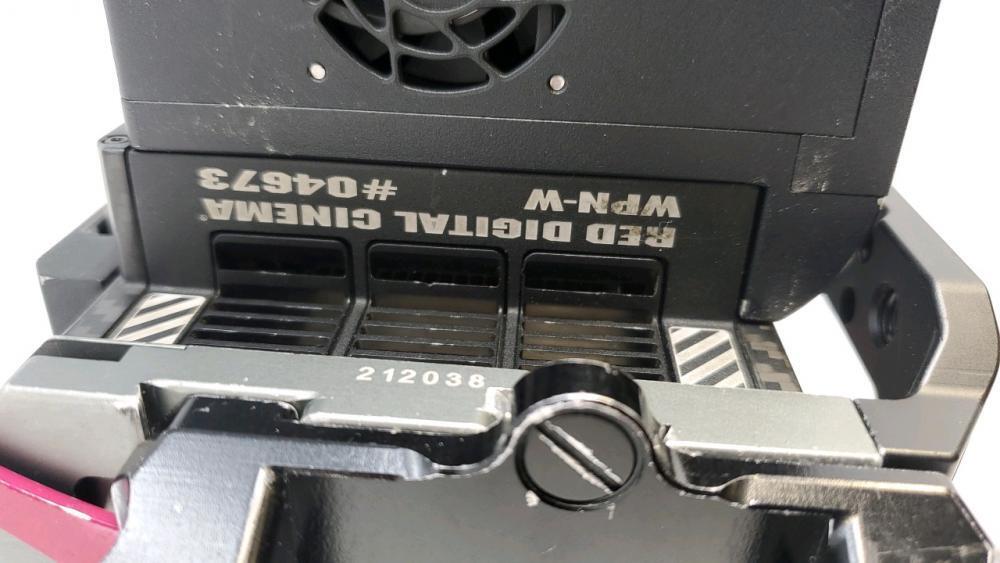 RED DIGITAL CINEMA®
WPN-W #04673
212038